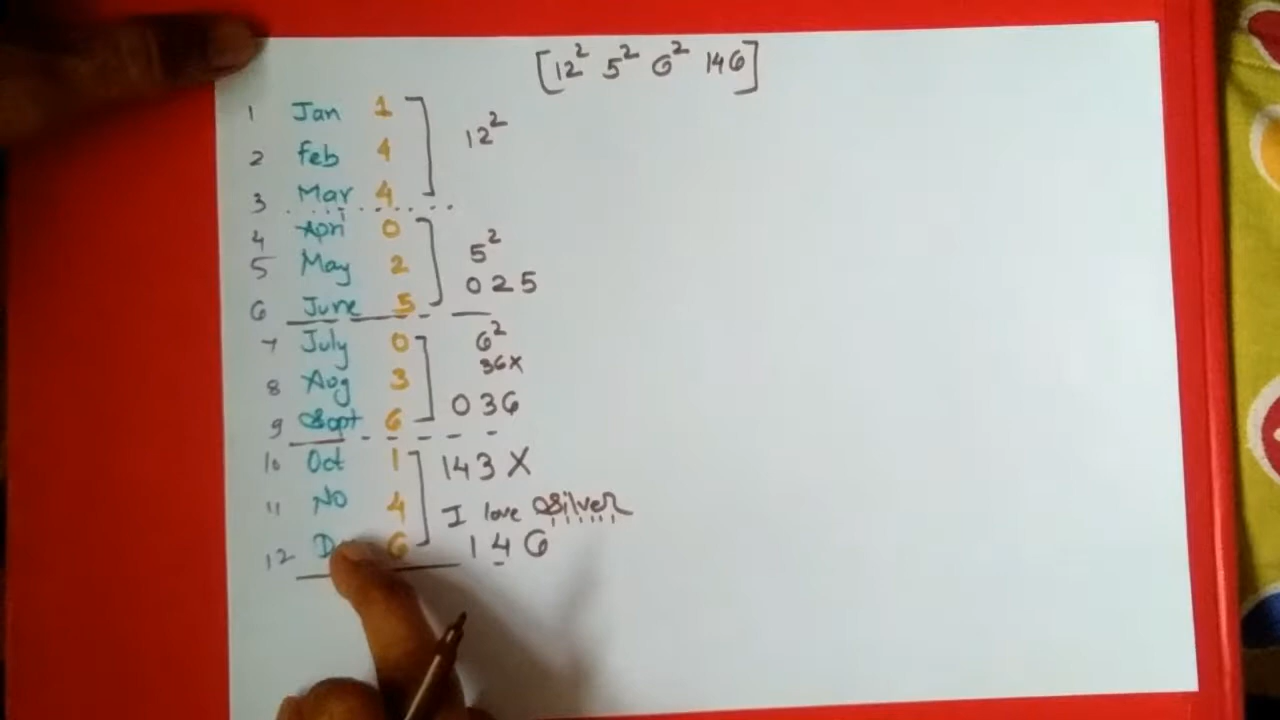 [12² 5² 6² 146]
1 Jan 1
2 Feb 4 12²
3 Mar 4
4 Apri 0
5 May 2 5²
6 June 5 025
7 July 0 6²
36X
8 Aug 3
9 Sept 6 036
10 Oct 1 143 X
11 NO 4 I love Silver
12 D 6 146